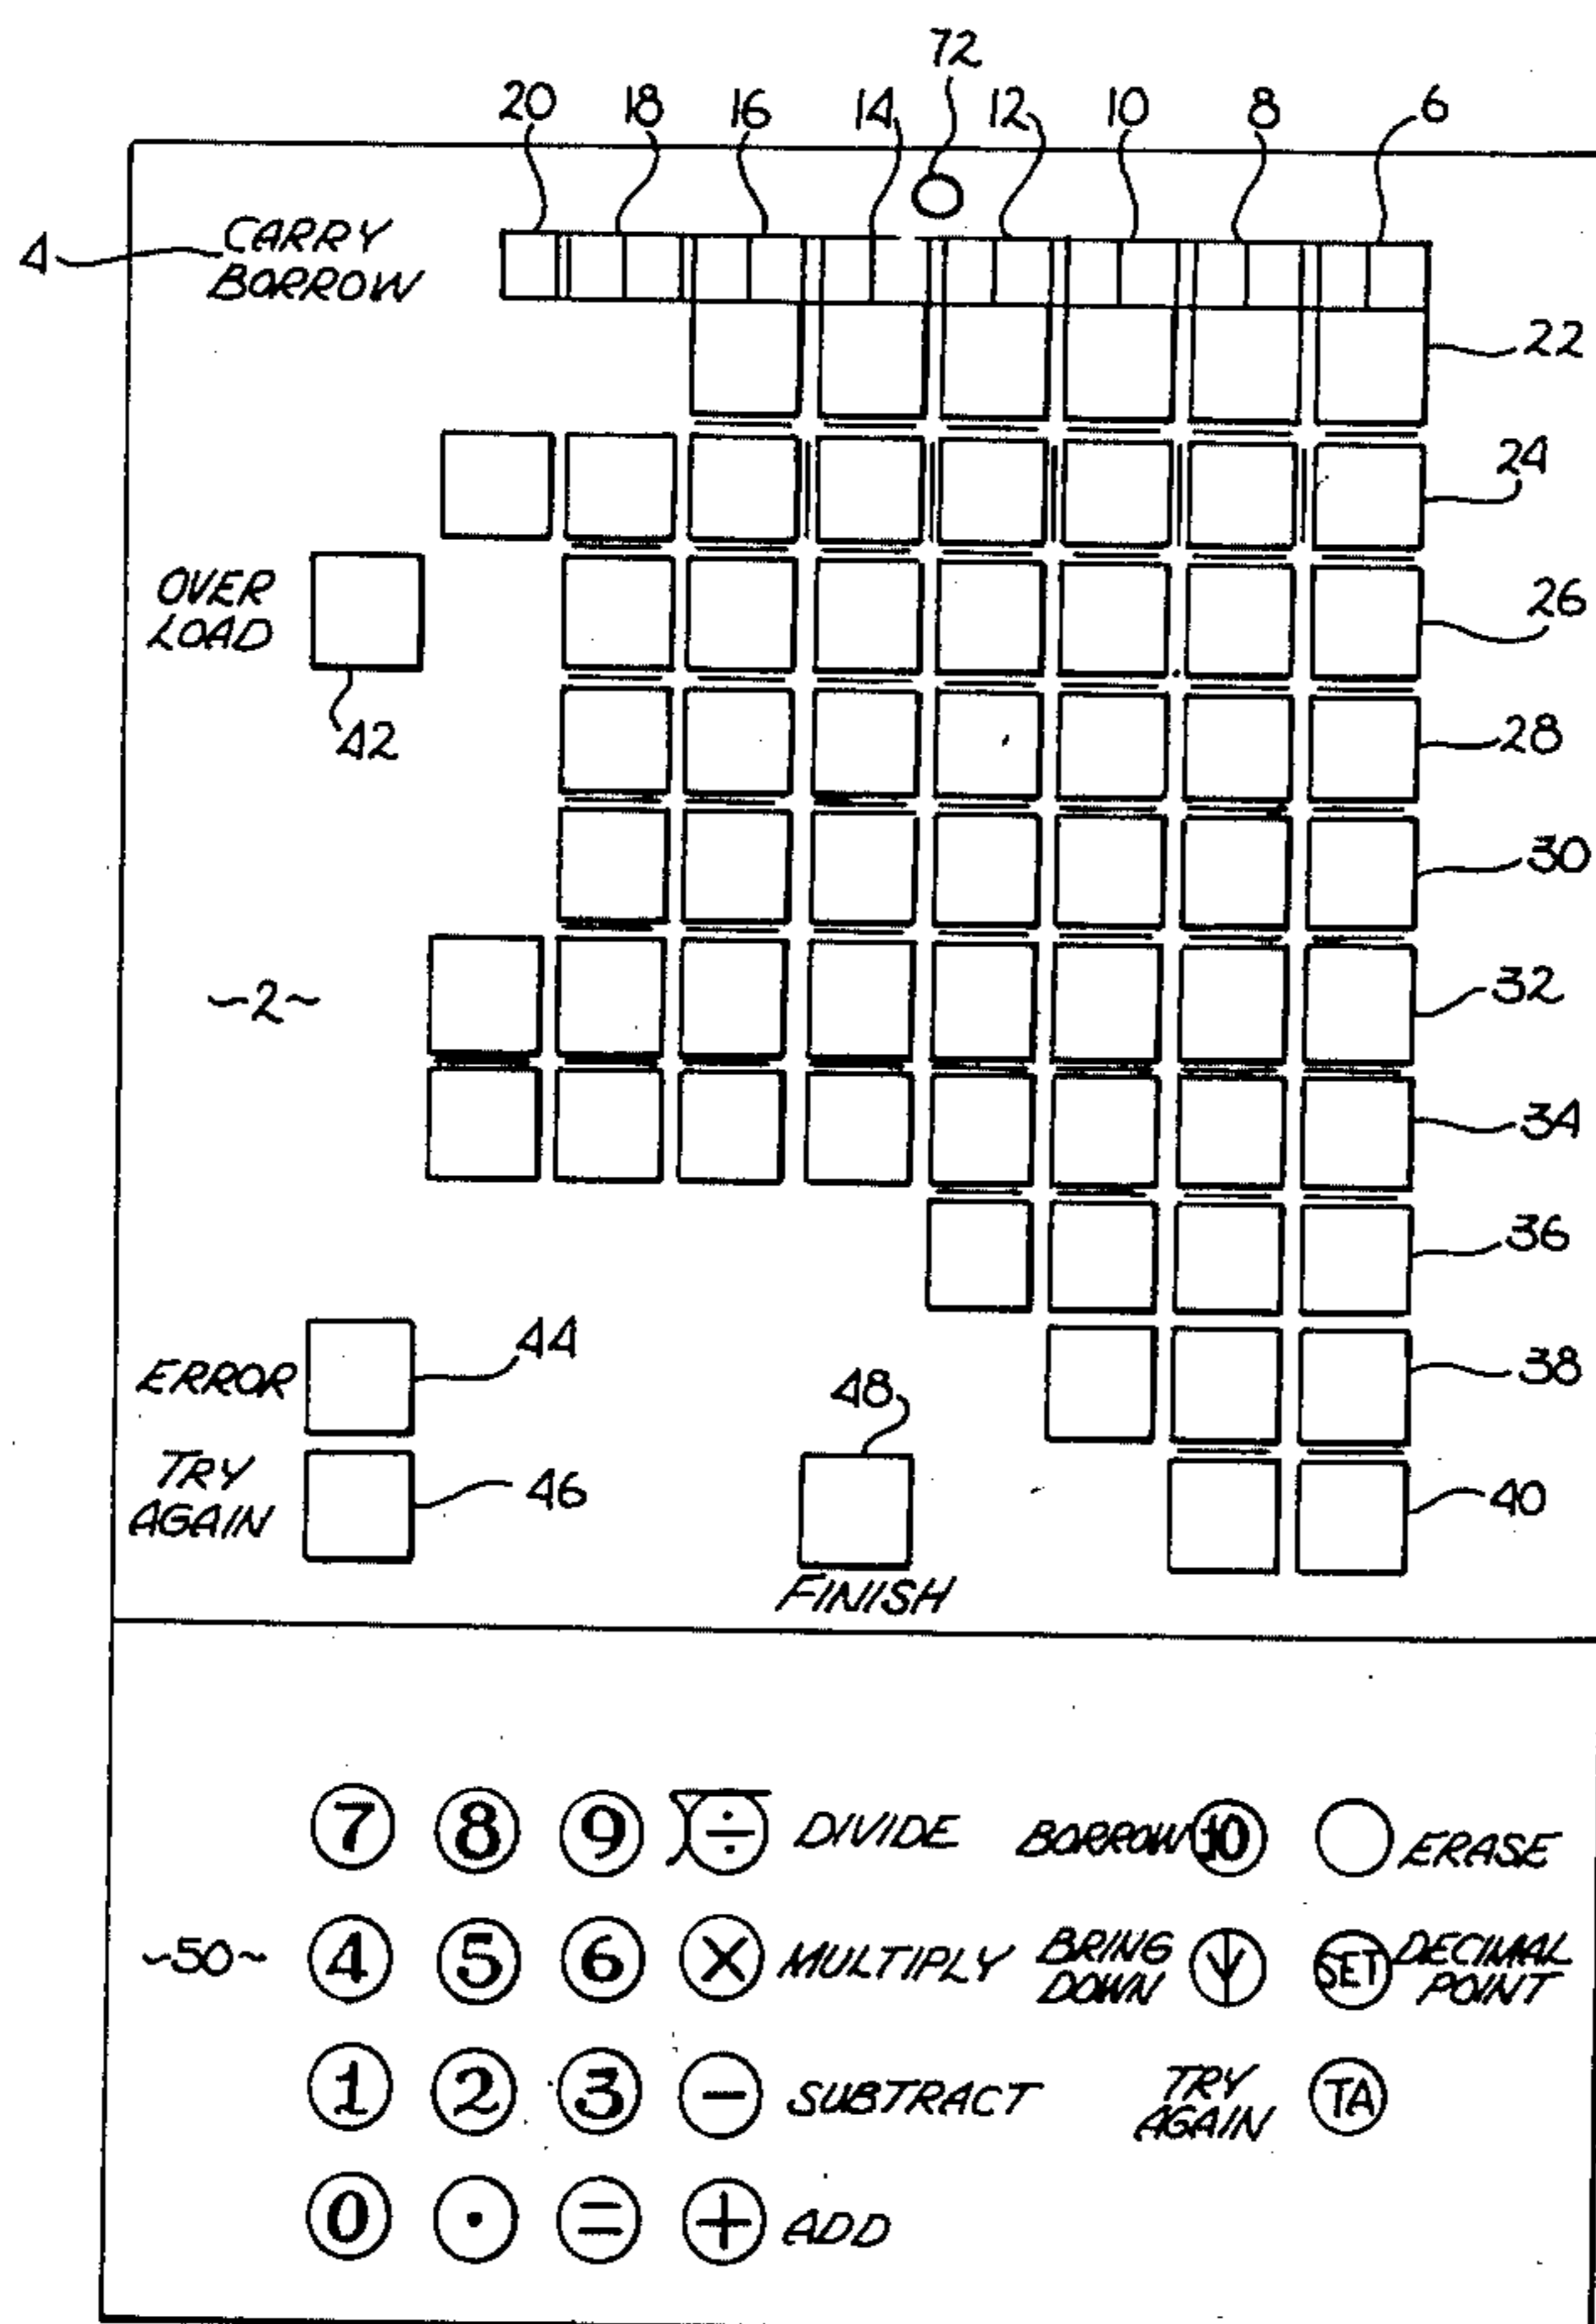 72
20 18 16 14 12 10 8 6
4 CARRY
BORROW
22
24
OVER
LOAD
26
42
28
30
~2~
32
34
36
ERROR 44
38
48
TRY
AGAIN
46
40
FINISH
7 8 9 ÷ DIVIDE BORROW 10 ERASE
~50~ 4 5 6 X MULTIPLY BRING
DOWN
SET DECIMAL
POINT
1 2 3 − SUBTRACT TRY
AGAIN
TA
0 . = + ADD